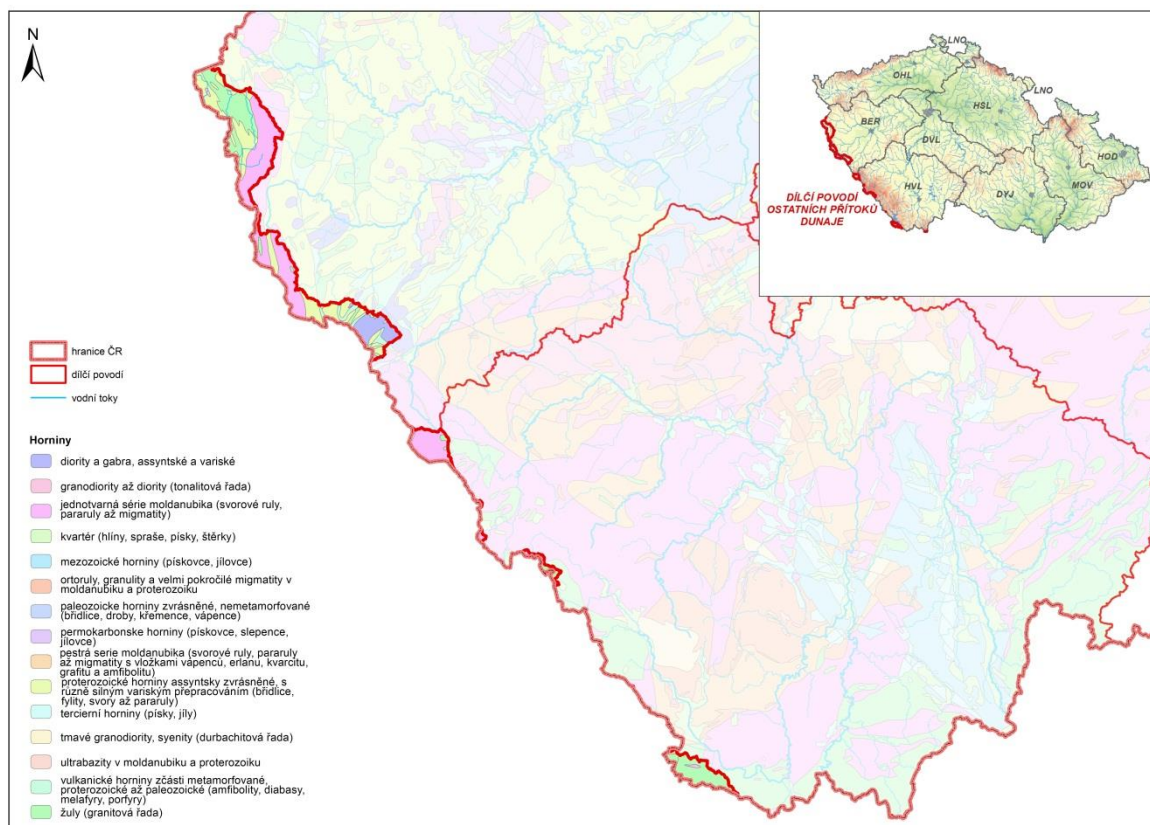 N
LNO
OHL
LNO
HSL
BER
DVL
HOD
HVL
MOV
DYJ
DÍLČÍ POVODÍ
OSTATNÍCH PŘÍTOKŮ
DUNAJE
hranice ČR
dílčí povodí
vodní toky
Horniny
diority a gabra, assyntské a variské
granodiority až diority (tonalitová řada)
jednotvarná série moldanubika (svorové ruly,
pararuly až migmatity)
kvartér (hlíny, spraše, písky, štěrky)
mezozoické horniny (pískovce, jílovce)
ortoruly, granulity a velmi pokročilé migmatity v
moldanubiku a proterozoiku
paleozoicke horniny zvrásněné, nemetamorfované
(břidlice, droby, křemence, vápence)
permokarbonske horniny (pískovce, slepence,
jílovce)
pestrá serie moldanubika (svorové ruly, pararuly
až migmatity s vložkami vápenců, erlanu, kvarcitu,
grafitu a amfibolitu)
proterozoické horniny assyntsky zvrásněné, s
různě silným variským přepracováním (břidlice,
fylity, svory až pararuly)
tercierní horniny (písky, jíly)
tmavé granodiority, syenity (durbachitová řada)
ultrabazity v moldanubiku a proterozoiku
vulkanické horniny zčásti metamorfované,
proterozoické až paleozoické (amfibolity, diabasy,
melafyry, porfyry)
žuly (granitová řada)